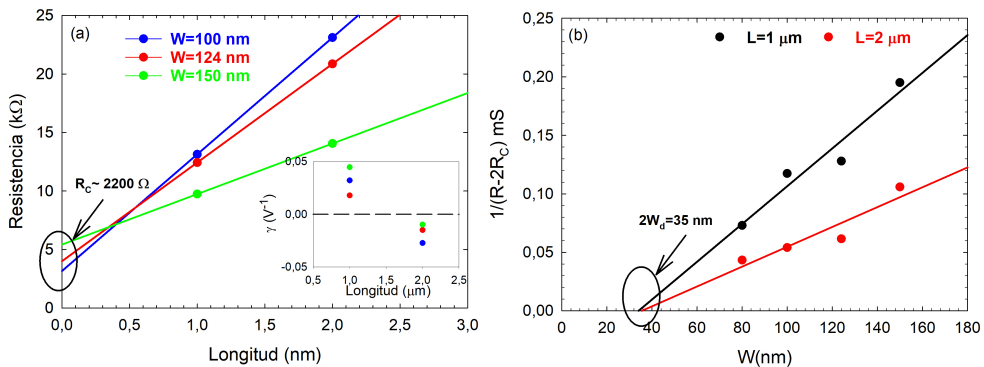 (a)
W=100 nm
W=124 nm
W=150 nm
Resistencia (kΩ)
25
20
15
10
5
0
R_C~ 2200 Ω
0,05
0,00
-0,05
γ (V⁻¹)
0,5 1,0 1,5 2,0 2,5
Longitud (μm)
0,0 0,5 1,0 1,5 2,0 2,5 3,0
Longitud (nm)
(b)
L=1 μm L=2 μm
1/(R-2R_C) mS
0,25
0,20
0,15
0,10
0,05
0,00
2W_d=35 nm
0 20 40 60 80 100 120 140 160 180
W(nm)